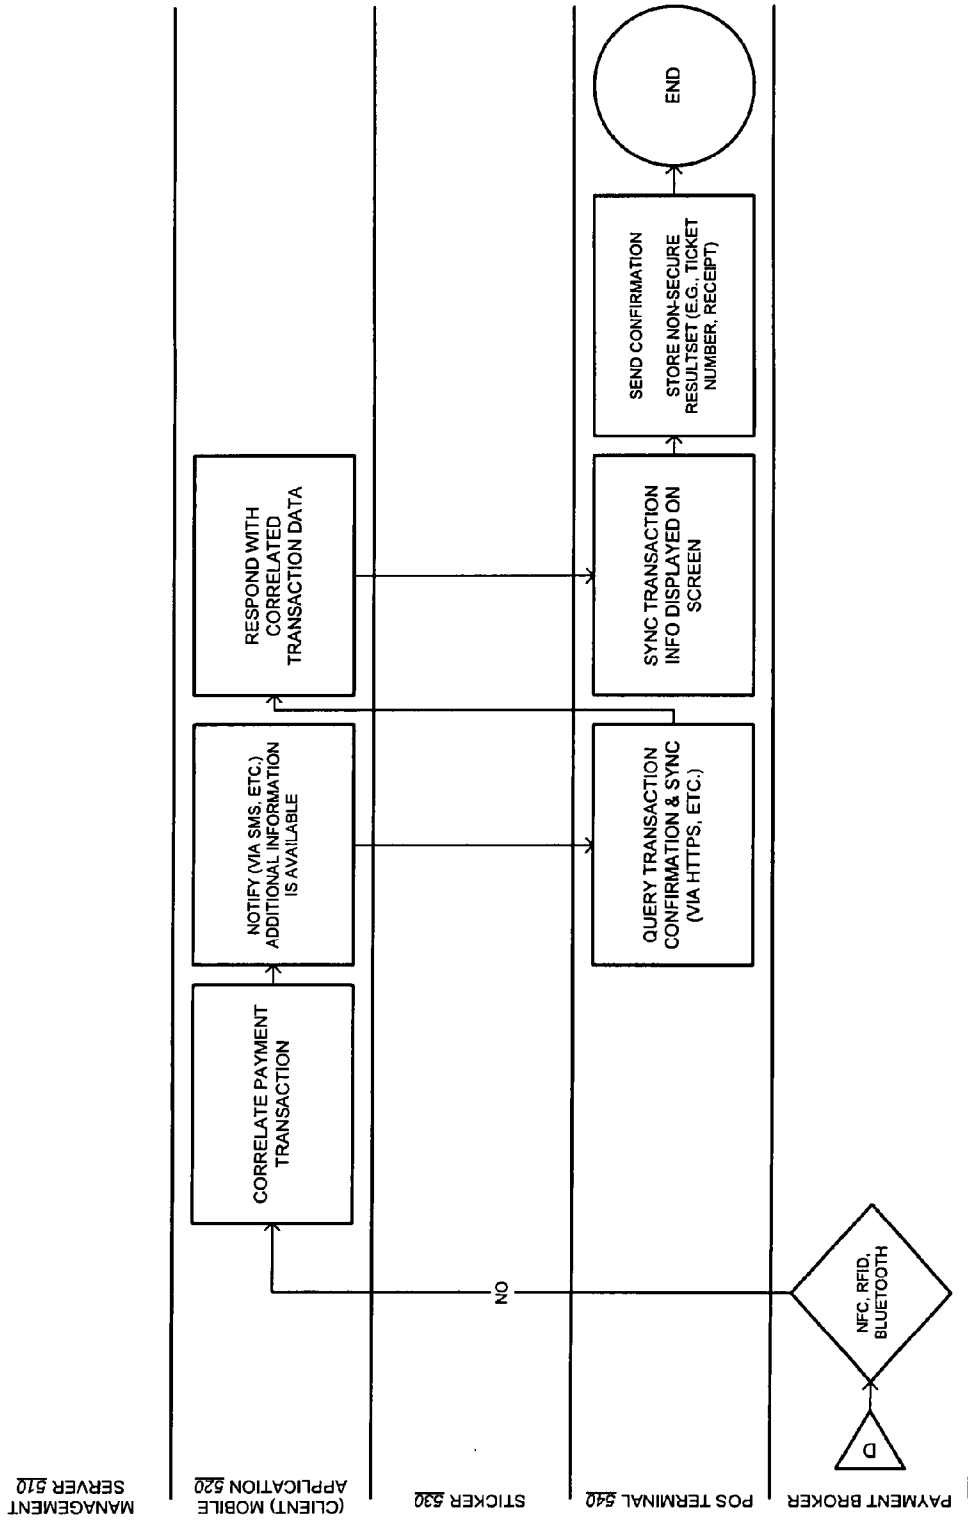 MANAGEMENT
SERVER 510
(CLIENT) MOBILE
APPLICATION 520
STICKER 530
POS TERMINAL 540
PAYMENT BROKER
D
NFC, RFID,
BLUETOOTH
NO
CORRELATE PAYMENT
TRANSACTION
NOTIFY (VIA SMS, ETC.)
ADDITIONAL INFORMATION
IS AVAILABLE
QUERY TRANSACTION
CONFIRMATION & SYNC
(VIA HTTPS, ETC.)
RESPOND WITH
CORRELATED
TRANSACTION DATA
SYNC TRANSACTION
INFO DISPLAYED ON
SCREEN
SEND CONFIRMATION
STORE NON-SECURE
RESULTSET (E.G., TICKET
NUMBER, RECEIPT)
END